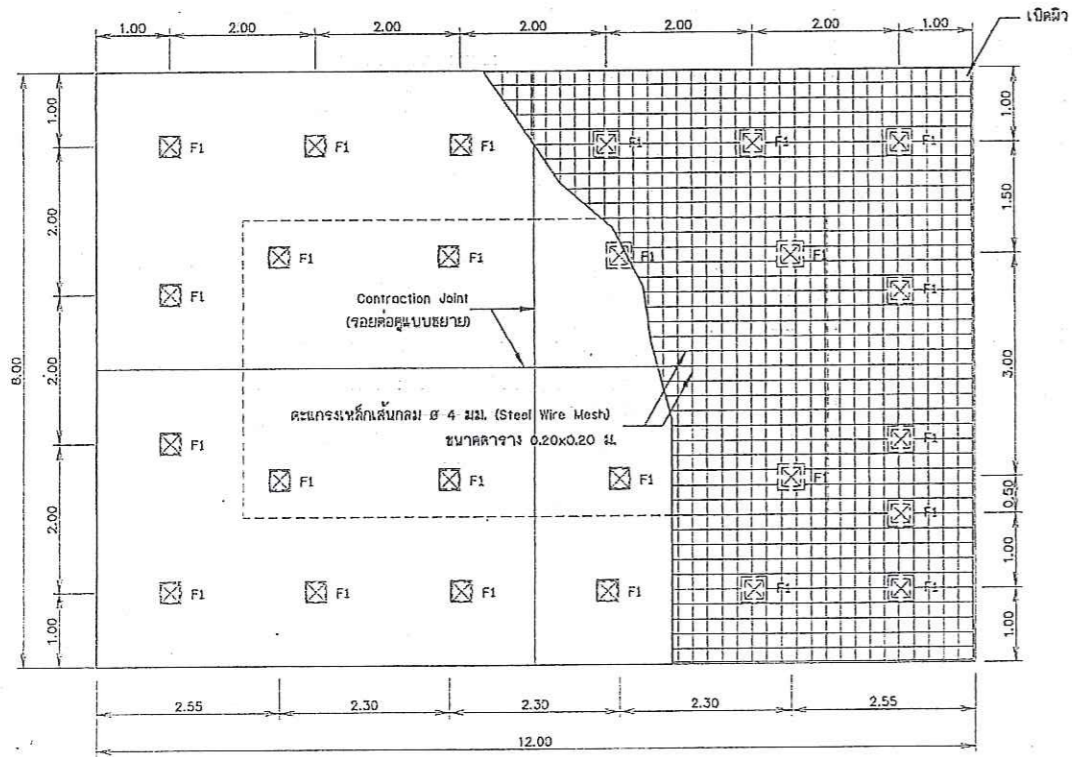 เปิดผิว
1.00 2.00 2.00 2.00 2.00 2.00 1.00
1.00
1.00
F1 F1 F1 F1 F1 F1
2.00
1.50
F1 F1 F1 F1
F1 F1
Contraction Joint
(รอยต่อดูแบบขยาย)
8.00
2.00
3.00
ตะแกรงเหล็กเส้นกลม ø 4 มม. (Steel Wire Mesh)
ขนาดตาราง 0.20x0.20 ม.
F1 F1
F1 F1 F1 F1
0.50
F1
2.00
1.00
F1 F1 F1 F1 F1 F1
1.00
1.00
2.55 2.30 2.30 2.30 2.55
12.00